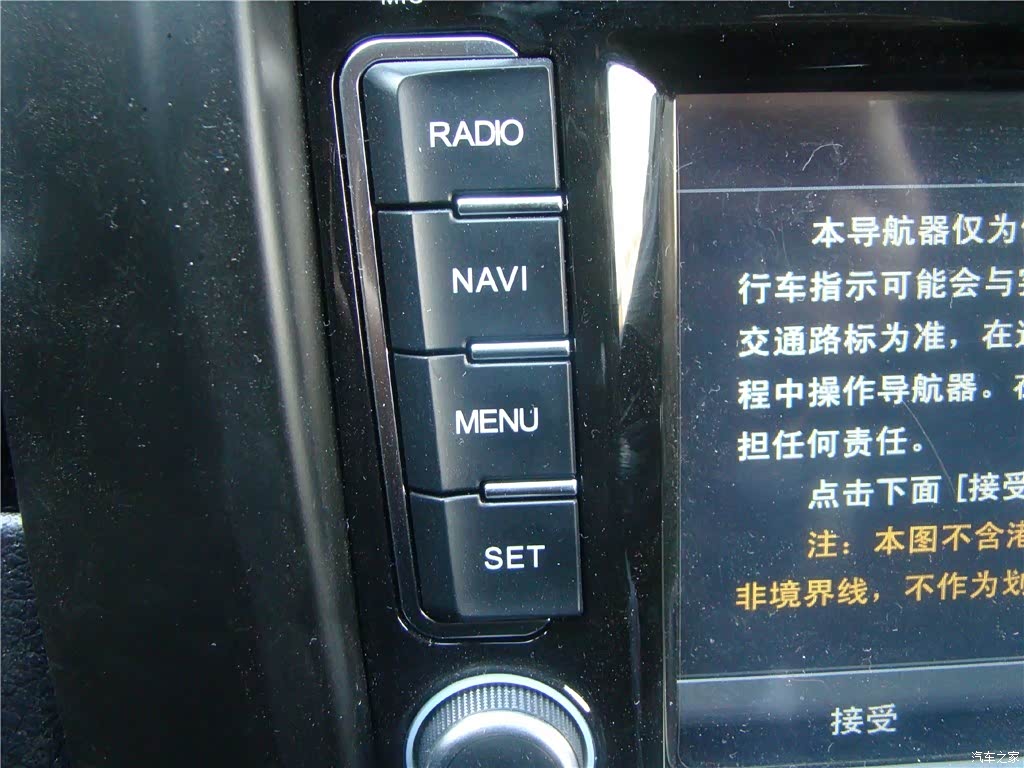 MIC
RADIO
NAVI
MENU
SET
本导航器仅为
行车指示可能会与
交通路标为准，在
程中操作导航器。
担任何责任。
点击下面 [接受
注：本图不含港
非境界线，不作为划
接受
汽车之家